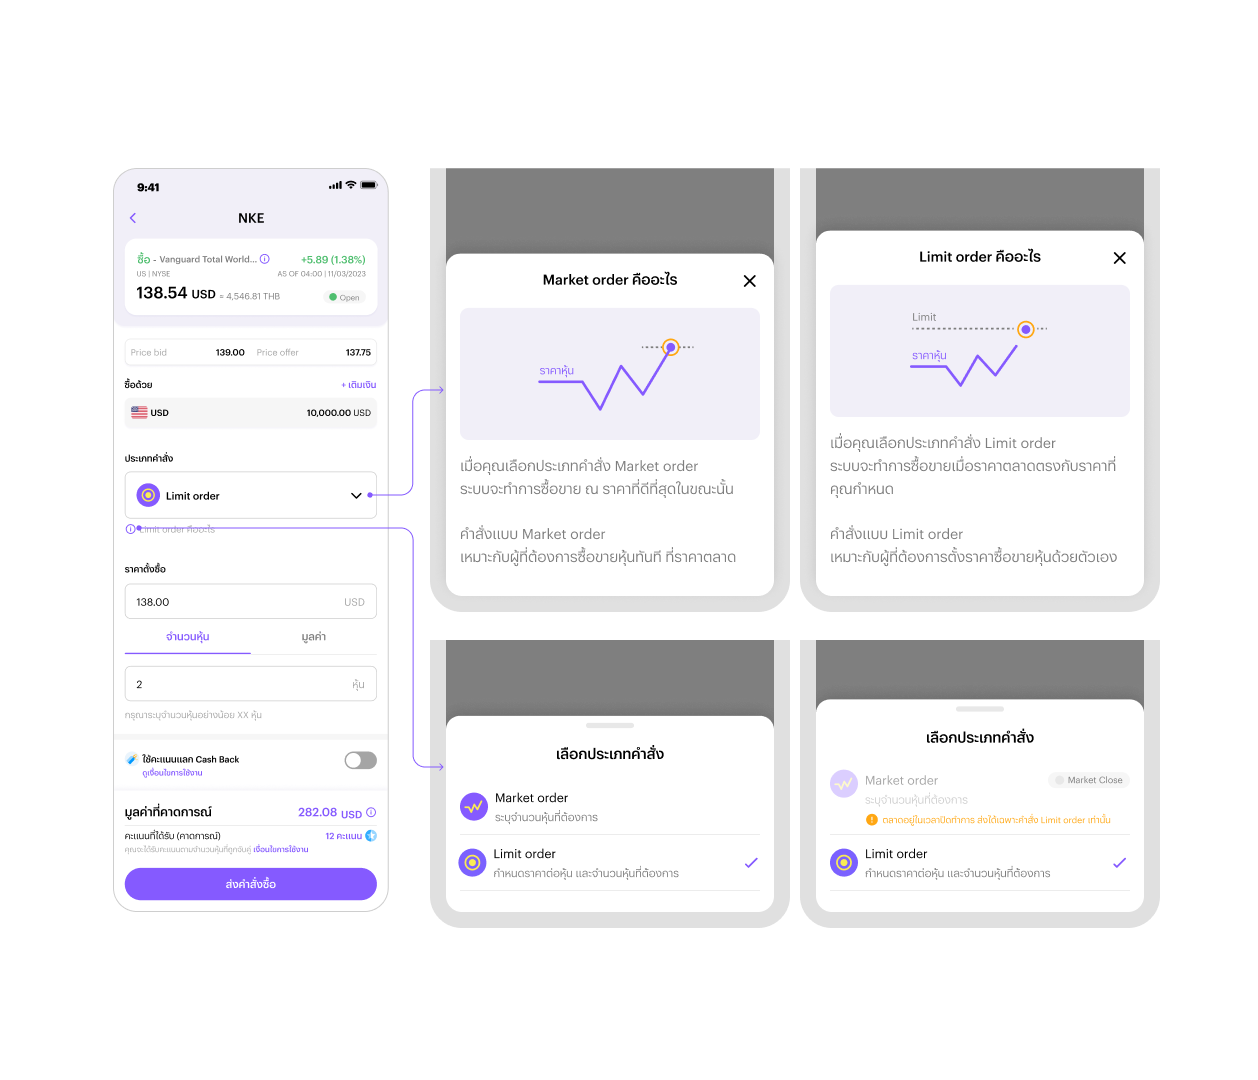 9:41
NKE
ซื้อ - Vanguard Total World...
+5.89 (1.38%)
US | NYSE
AS OF 04:00 | 11/03/2023
138.54 USD ≈ 4,546.81 THB
Open
Price bid 139.00 Price offer 137.75
ซื้อด้วย
+ เติมเงิน
USD
10,000.00 USD
ประเภทคำสั่ง
Limit order
Limit order คืออะไร
ราคาตั้งซื้อ
138.00 USD
จำนวนหุ้น
มูลค่า
2 หุ้น
กรุณาระบุจำนวนหุ้นอย่างน้อย XX หุ้น
ใช้คะแนนแลก Cash Back
ดูเงื่อนไขการใช้งาน
มูลค่าที่คาดการณ์ 282.08 USD
คะแนนที่ได้รับ (คาดการณ์) 12 คะแนน
คุณจะได้รับคะแนนตามจำนวนหุ้นที่ถูกจับคู่ เงื่อนไขการใช้งาน
ส่งคำสั่งซื้อ
Market order คืออะไร
ราคาหุ้น
เมื่อคุณเลือกประเภทคำสั่ง Market order
ระบบจะทำการซื้อขาย ณ ราคาที่ดีที่สุดในขณะนั้น
คำสั่งแบบ Market order
เหมาะกับผู้ที่ต้องการซื้อขายหุ้นทันที ที่ราคาตลาด
Limit order คืออะไร
Limit
ราคาหุ้น
เมื่อคุณเลือกประเภทคำสั่ง Limit order
ระบบจะทำการซื้อขายเมื่อราคาตลาดตรงกับราคาที่
คุณกำหนด
คำสั่งแบบ Limit order
เหมาะกับผู้ที่ต้องการตั้งราคาซื้อขายหุ้นด้วยตัวเอง
เลือกประเภทคำสั่ง
Market order
ระบุจำนวนหุ้นที่ต้องการ
Limit order
กำหนดราคาต่อหุ้น และจำนวนหุ้นที่ต้องการ
เลือกประเภทคำสั่ง
Market order
Market Close
ระบุจำนวนหุ้นที่ต้องการ
ตลาดอยู่ในเวลาปิดทำการ ส่งได้เฉพาะคำสั่ง Limit order เท่านั้น
Limit order
กำหนดราคาต่อหุ้น และจำนวนหุ้นที่ต้องการ